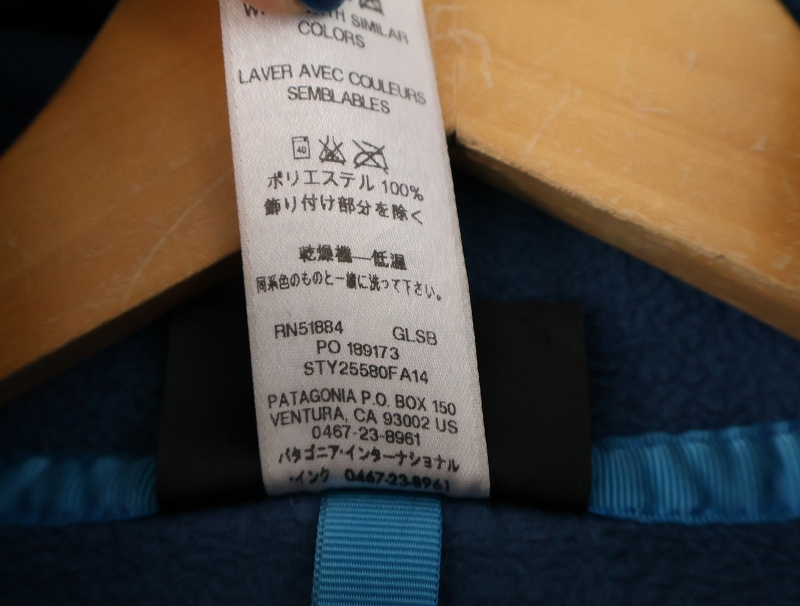 WITH SIMILAR
COLORS
LAVER AVEC COULEURS
SEMBLABLES
40
ポリエステル 100%
飾り付け部分を除く
乾燥機—低温
同系色のものと一緒に洗って下さい。
RN51884 GLSB
PO 189173
STY25580FA14
PATAGONIA P.O. BOX 150
VENTURA, CA 93002 US
0467-23-8961
パタゴニア・インターナショナル
・インク 0467-23-8961